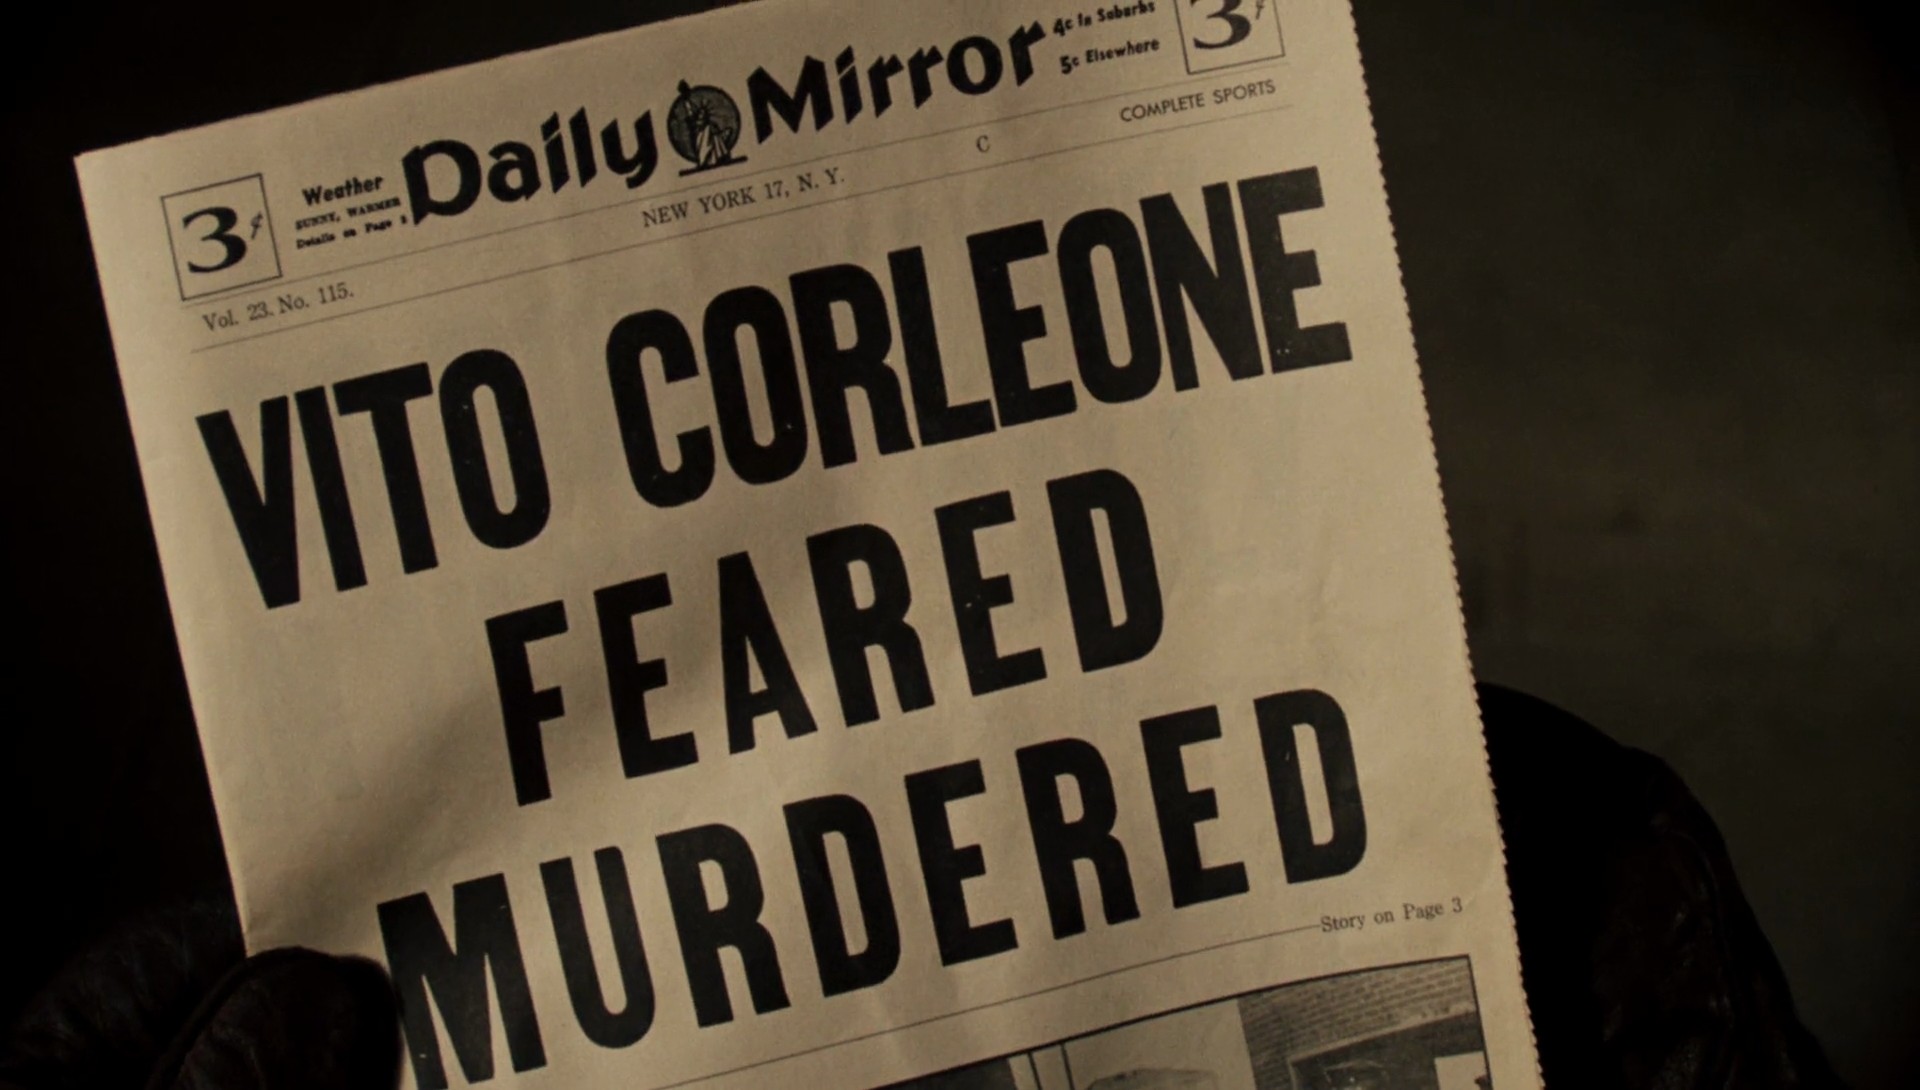 3¢
Weather
SUNNY, WARMER
Details on Page 2
Daily Mirror
4c in Suburbs
5c Elsewhere
3¢
Vol. 23. No. 115.
NEW YORK 17, N. Y.
C
COMPLETE SPORTS
VITO CORLEONE
FEARED
MURDERED
Story on Page 3